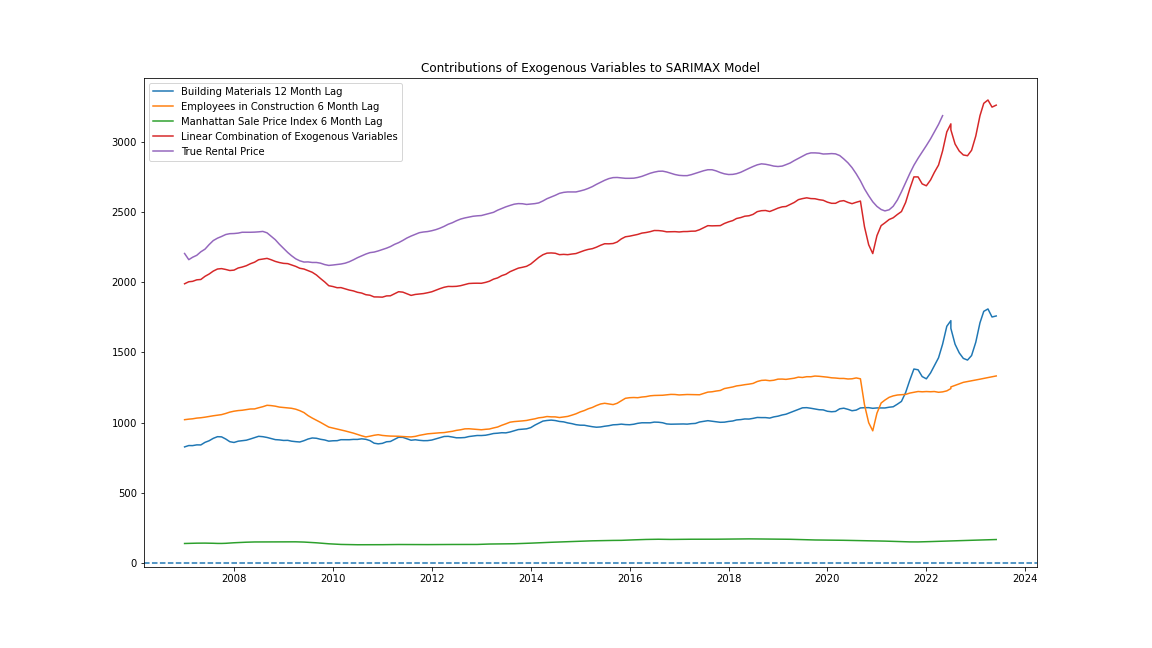 Contributions of Exogenous Variables to SARIMAX Model
Building Materials 12 Month Lag
Employees in Construction 6 Month Lag
Manhattan Sale Price Index 6 Month Lag
Linear Combination of Exogenous Variables
True Rental Price
3000
2500
2000
1500
1000
500
0
2008 2010 2012 2014 2016 2018 2020 2022 2024